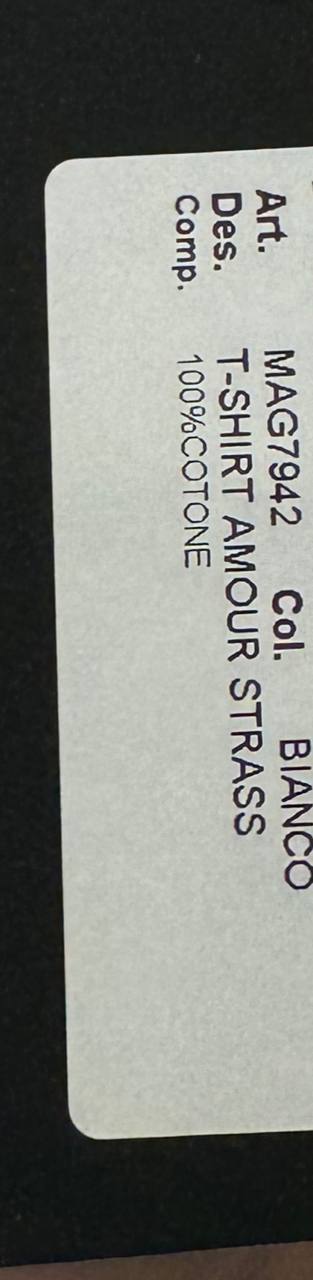 Art. MAG7942 Col. BIANCO
Des. T-SHIRT AMOUR STRASS
Comp. 100%COTONE